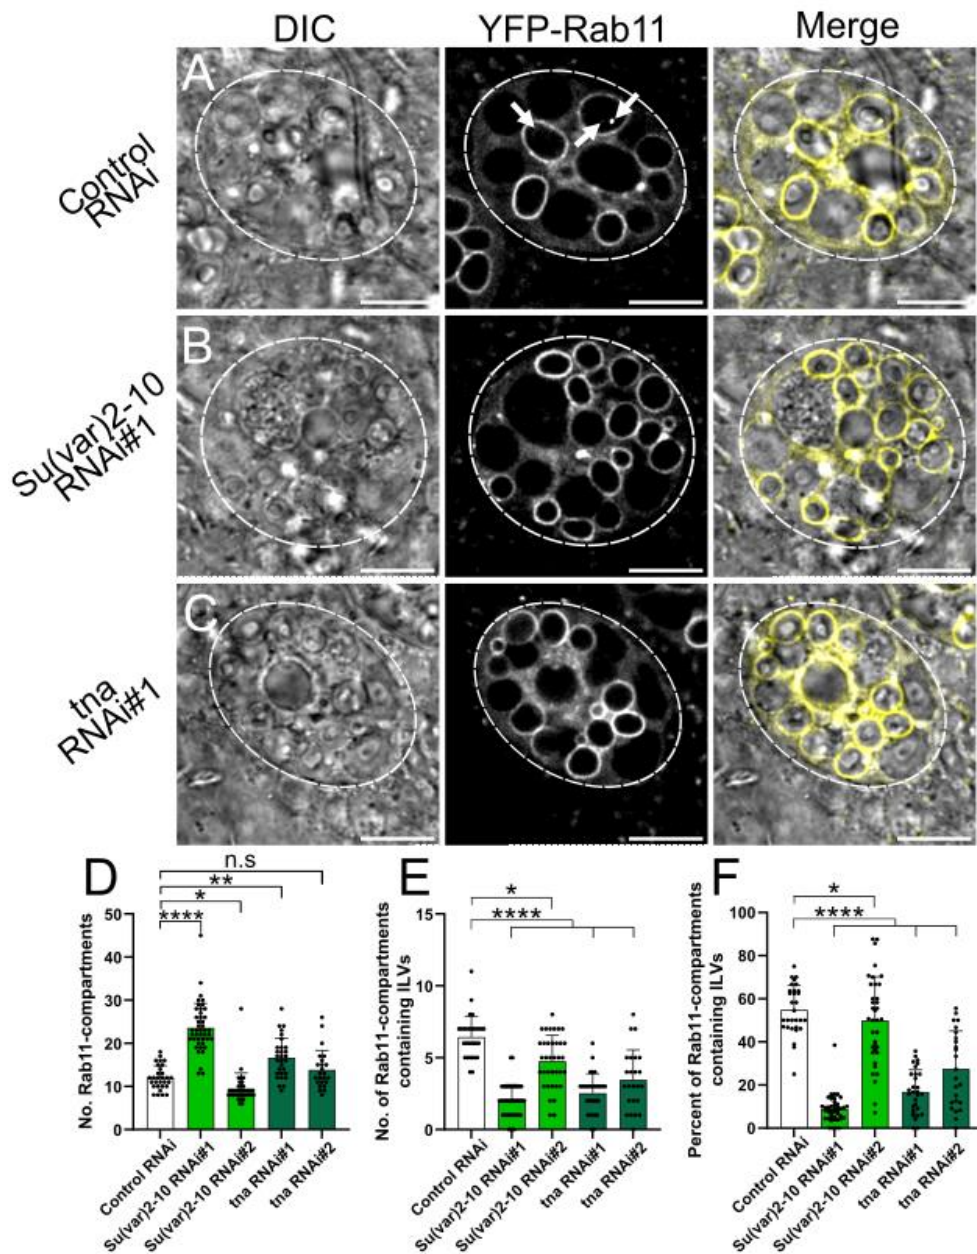 DIC YFP-Rab11 Merge
A
Control
RNAi
B
Su(var)2-10
RNAi#1
C
tna
RNAi#1
D
n.s
**
*
****
No. Rab11-compartments
50
40
30
20
10
0
Control RNAi
Su(var)2-10 RNAi#1
Su(var)2-10 RNAi#2
tna RNAi#1
tna RNAi#2
E
*
****
No. of Rab11-compartments
containing ILVs
15
10
5
0
Control RNAi
Su(var)2-10 RNAi#1
Su(var)2-10 RNAi#2
tna RNAi#1
tna RNAi#2
F
*
****
Percent of Rab11-compartments
containing ILVs
100
80
60
40
20
0
Control RNAi
Su(var)2-10 RNAi#1
Su(var)2-10 RNAi#2
tna RNAi#1
tna RNAi#2